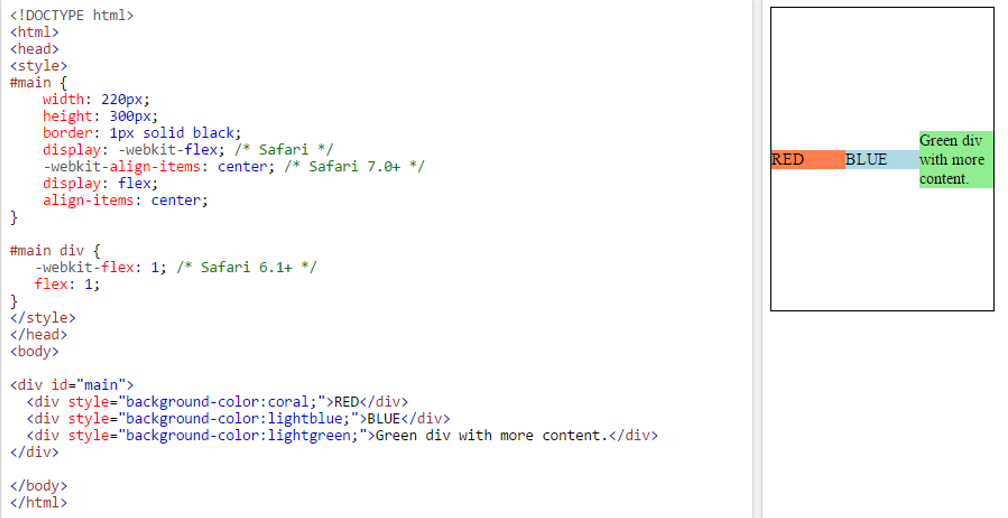 <!DOCTYPE html>
<html>
<head>
<style>
#main {
    width: 220px;
    height: 300px;
    border: 1px solid black;
    display: -webkit-flex; /* Safari */
    -webkit-align-items: center; /* Safari 7.0+ */
    display: flex;
    align-items: center;
}

#main div {
   -webkit-flex: 1; /* Safari 6.1+ */
   flex: 1;
}
</style>
</head>
<body>

<div id="main">
  <div style="background-color:coral;">RED</div>
  <div style="background-color:lightblue;">BLUE</div>
  <div style="background-color:lightgreen;">Green div with more content.</div>
</div>

</body>
</html>
RED
BLUE
Green div
with more
content.